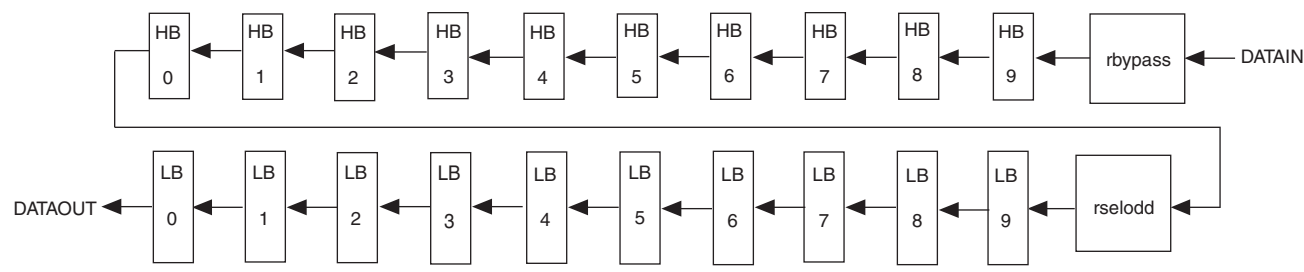 HB 0 HB 1 HB 2 HB 3 HB 4 HB 5 HB 6 HB 7 HB 8 HB 9 rbypass DATAIN
DATAOUT LB 0 LB 1 LB 2 LB 3 LB 4 LB 5 LB 6 LB 7 LB 8 LB 9 rselodd